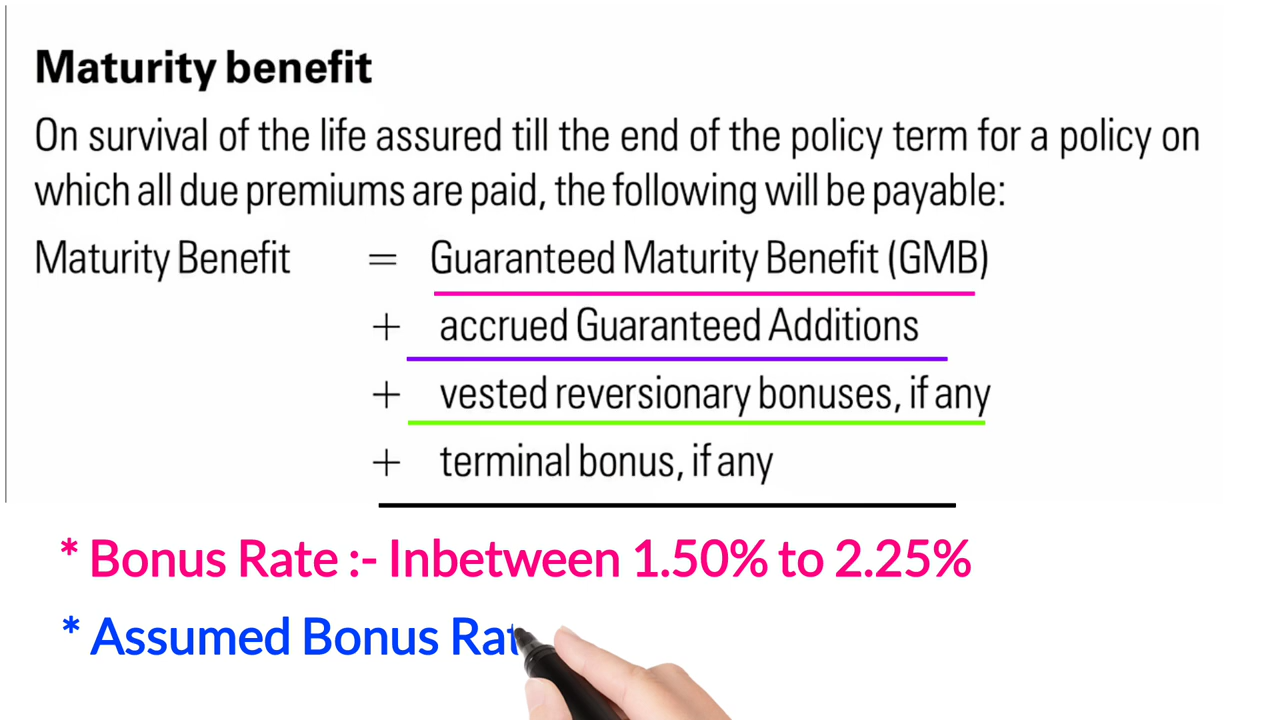 Maturity benefit
On survival of the life assured till the end of the policy term for a policy on
which all due premiums are paid, the following will be payable:
Maturity Benefit = Guaranteed Maturity Benefit (GMB)
+ accrued Guaranteed Additions
+ vested reversionary bonuses, if any
+ terminal bonus, if any
* Bonus Rate :- Inbetween 1.50% to 2.25%
* Assumed Bonus Rat